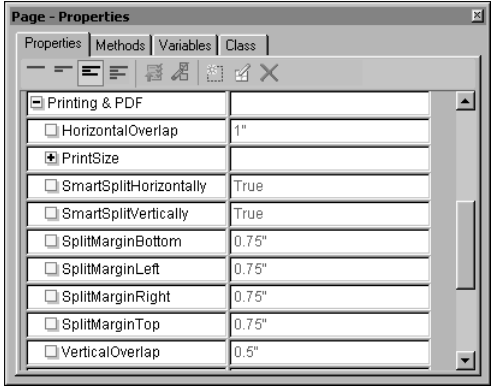 Page - Properties
Properties Methods Variables Class
Printing & PDF
HorizontalOverlap 1"
PrintSize
SmartSplitHorizontally True
SmartSplitVertically True
SplitMarginBottom 0.75"
SplitMarginLeft 0.75"
SplitMarginRight 0.75"
SplitMarginTop 0.75"
VerticalOverlap 0.5"